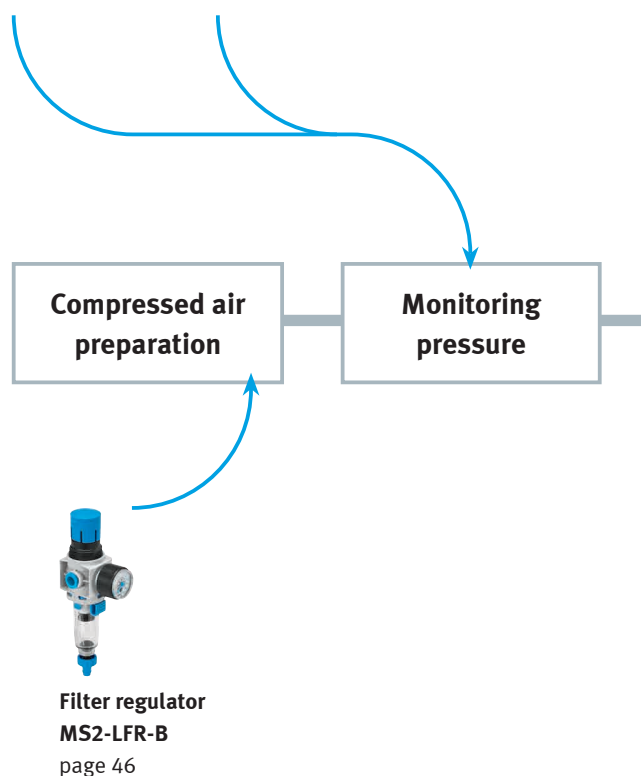 Compressed air
preparation
Monitoring
pressure
Filter regulator
MS2-LFR-B
page 46